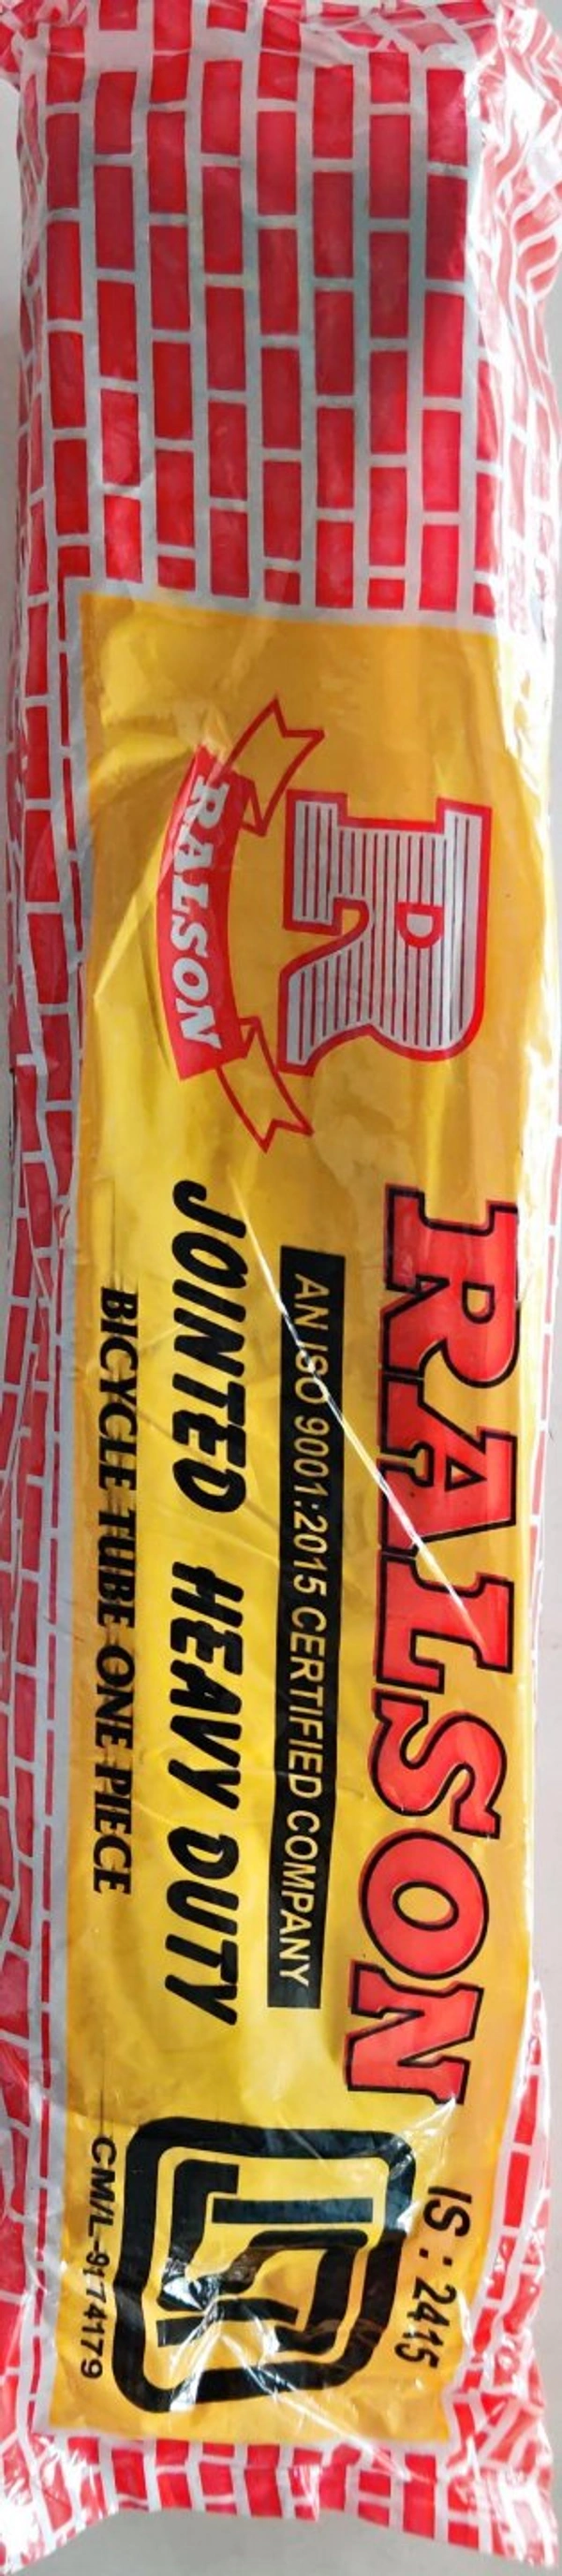 R
RALSON
RALSON
AN ISO 9001:2015 CERTIFIED COMPANY
JOINTED HEAVY DUTY
BICYCLE TUBE ONE PIECE
IS : 2415
ISI
CM/L-9174179